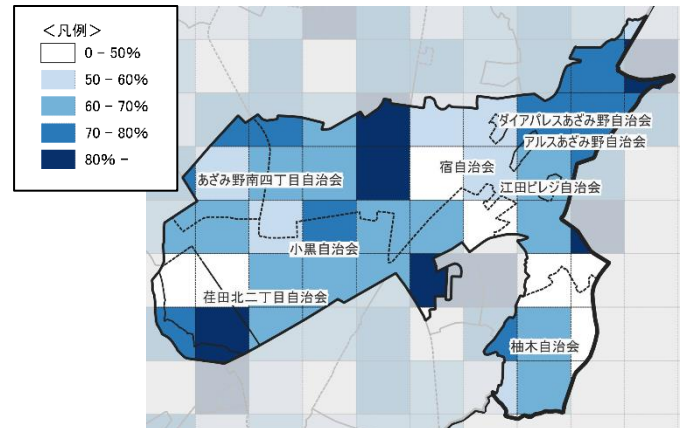 ＜凡例＞
0 – 50%
50 – 60%
60 – 70%
70 – 80%
80% -
ダイアパレスあざみ野自治会
アルスあざみ野自治会
宿自治会
あざみ野南四丁目自治会
江田ビレジ自治会
小黒自治会
荏田北二丁目自治会
柚木自治会